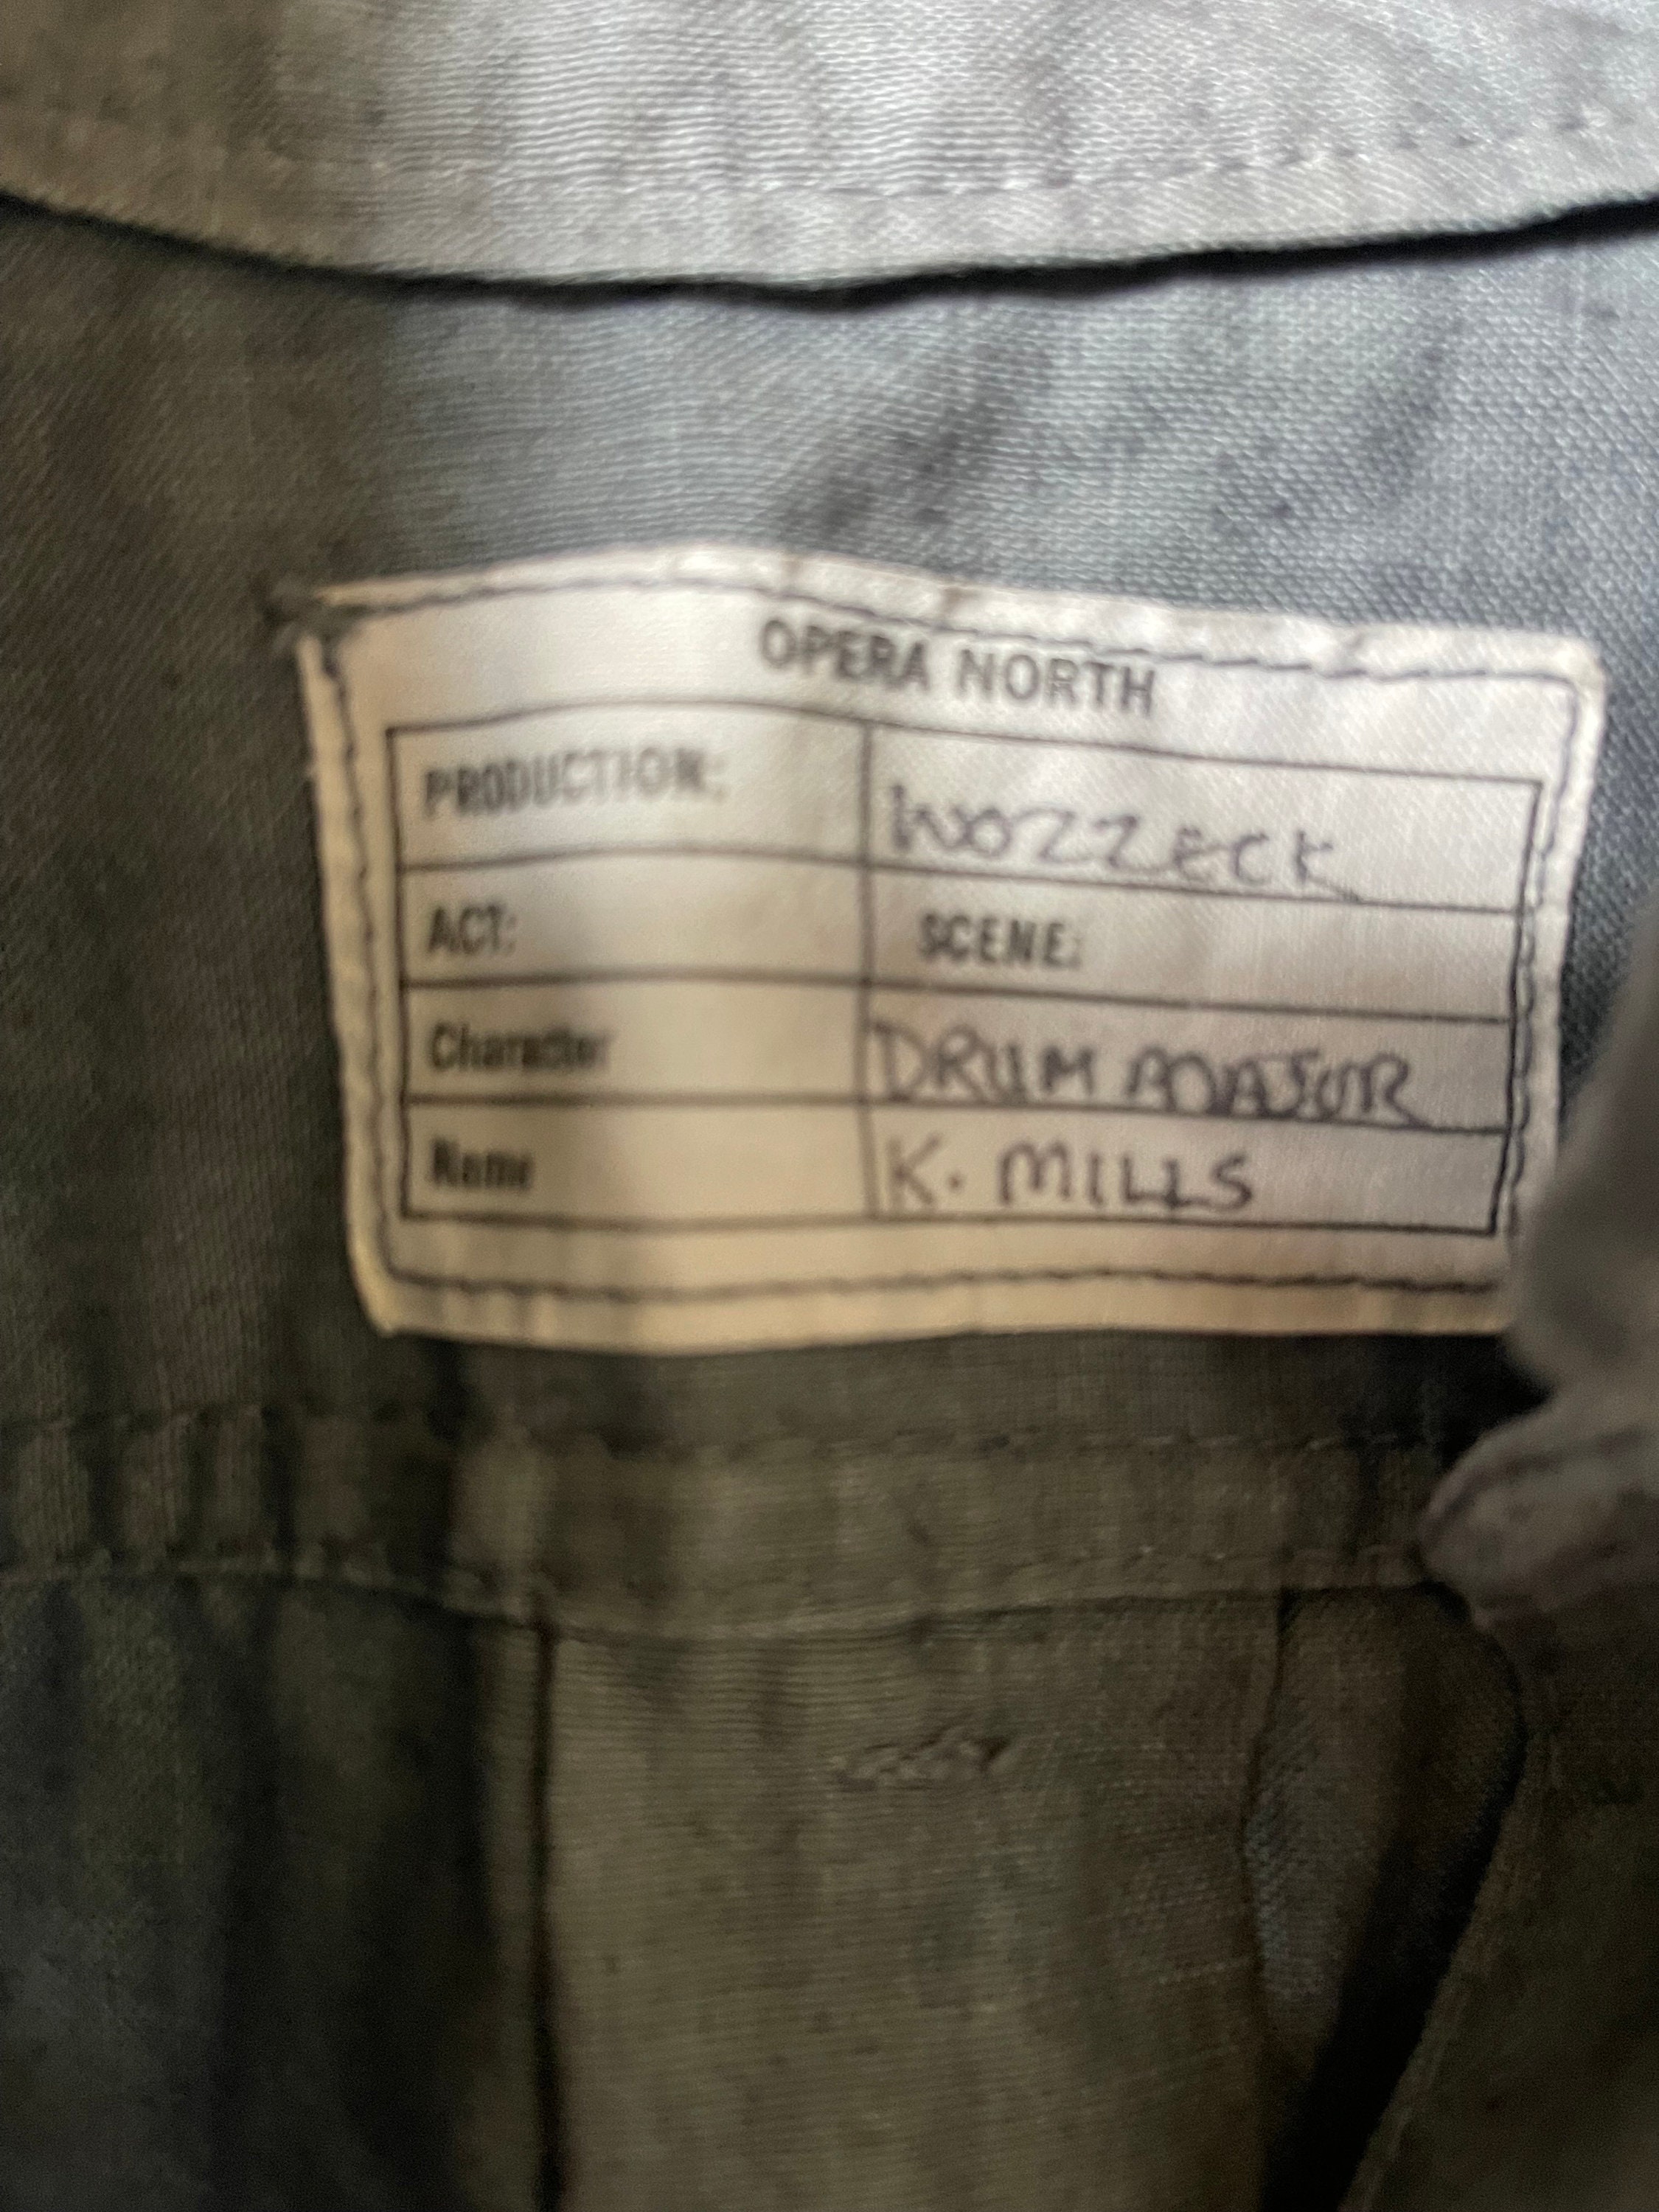 OPERA NORTH
PRODUCTION: WOZZECK
ACT: SCENE:
Character DRUM MAJOR
Name K. MILLS